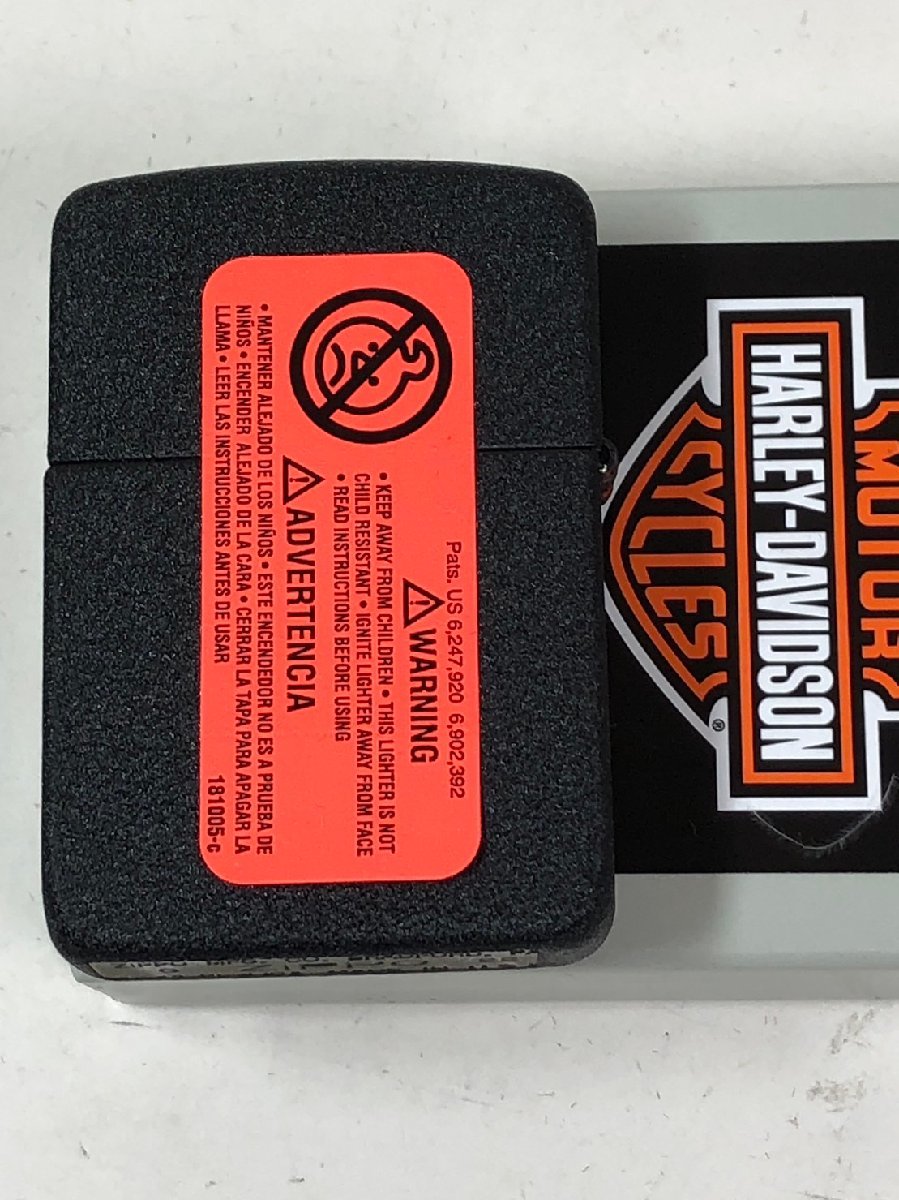 Pats. US 6,247,920 6,902,392
⚠WARNING
• KEEP AWAY FROM CHILDREN • THIS LIGHTER IS NOT
CHILD RESISTANT • IGNITE LIGHTER AWAY FROM FACE
• READ INSTRUCTIONS BEFORE USING
⚠ADVERTENCIA
• MANTENER ALEJADO DE LOS NIÑOS • ESTE ENCENDEDOR NO ES A PRUEBA DE
NIÑOS • ENCENDER ALEJADO DE LA CARA • CERRAR LA TAPA PARA APAGAR LA
LLAMA • LEER LAS INSTRUCCIONES ANTES DE USAR
181005-c
MOTOR
HARLEY-DAVIDSON
CYCLES
®